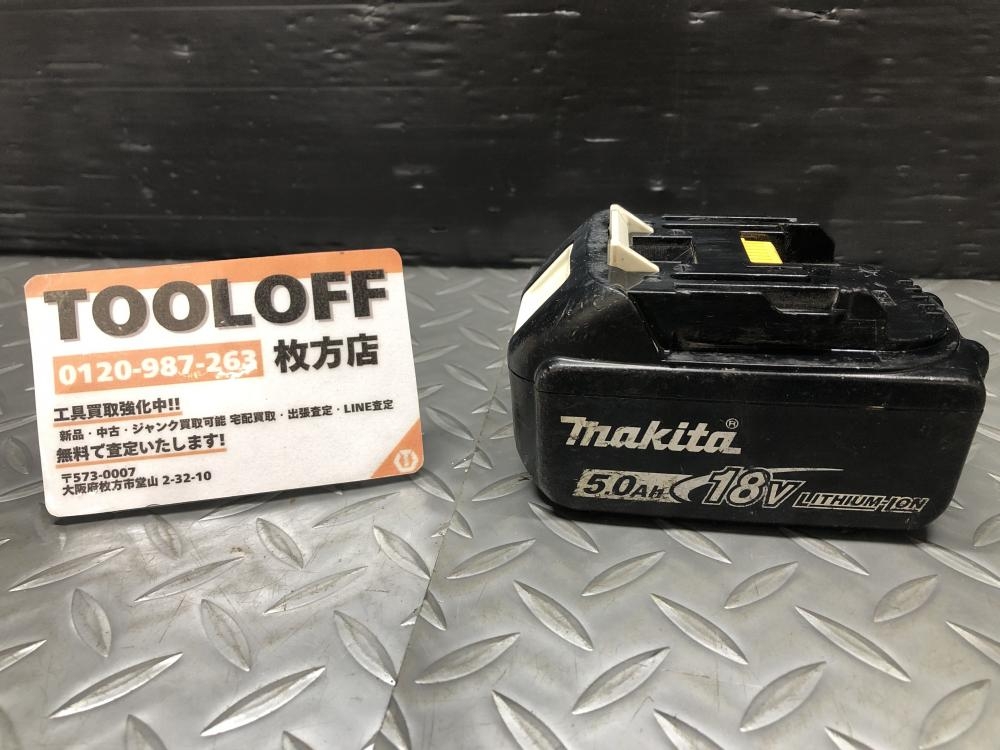 TOOLOFF
0120-987-263 枚方店
工具買取強化中!!
新品・中古・ジャンク買取可能 宅配買取・出張査定・LINE査定
無料で査定いたします!
〒573-0007
大阪府枚方市堂山 2-32-10
makita®
5.0Ah 18V LITHIUM-ION